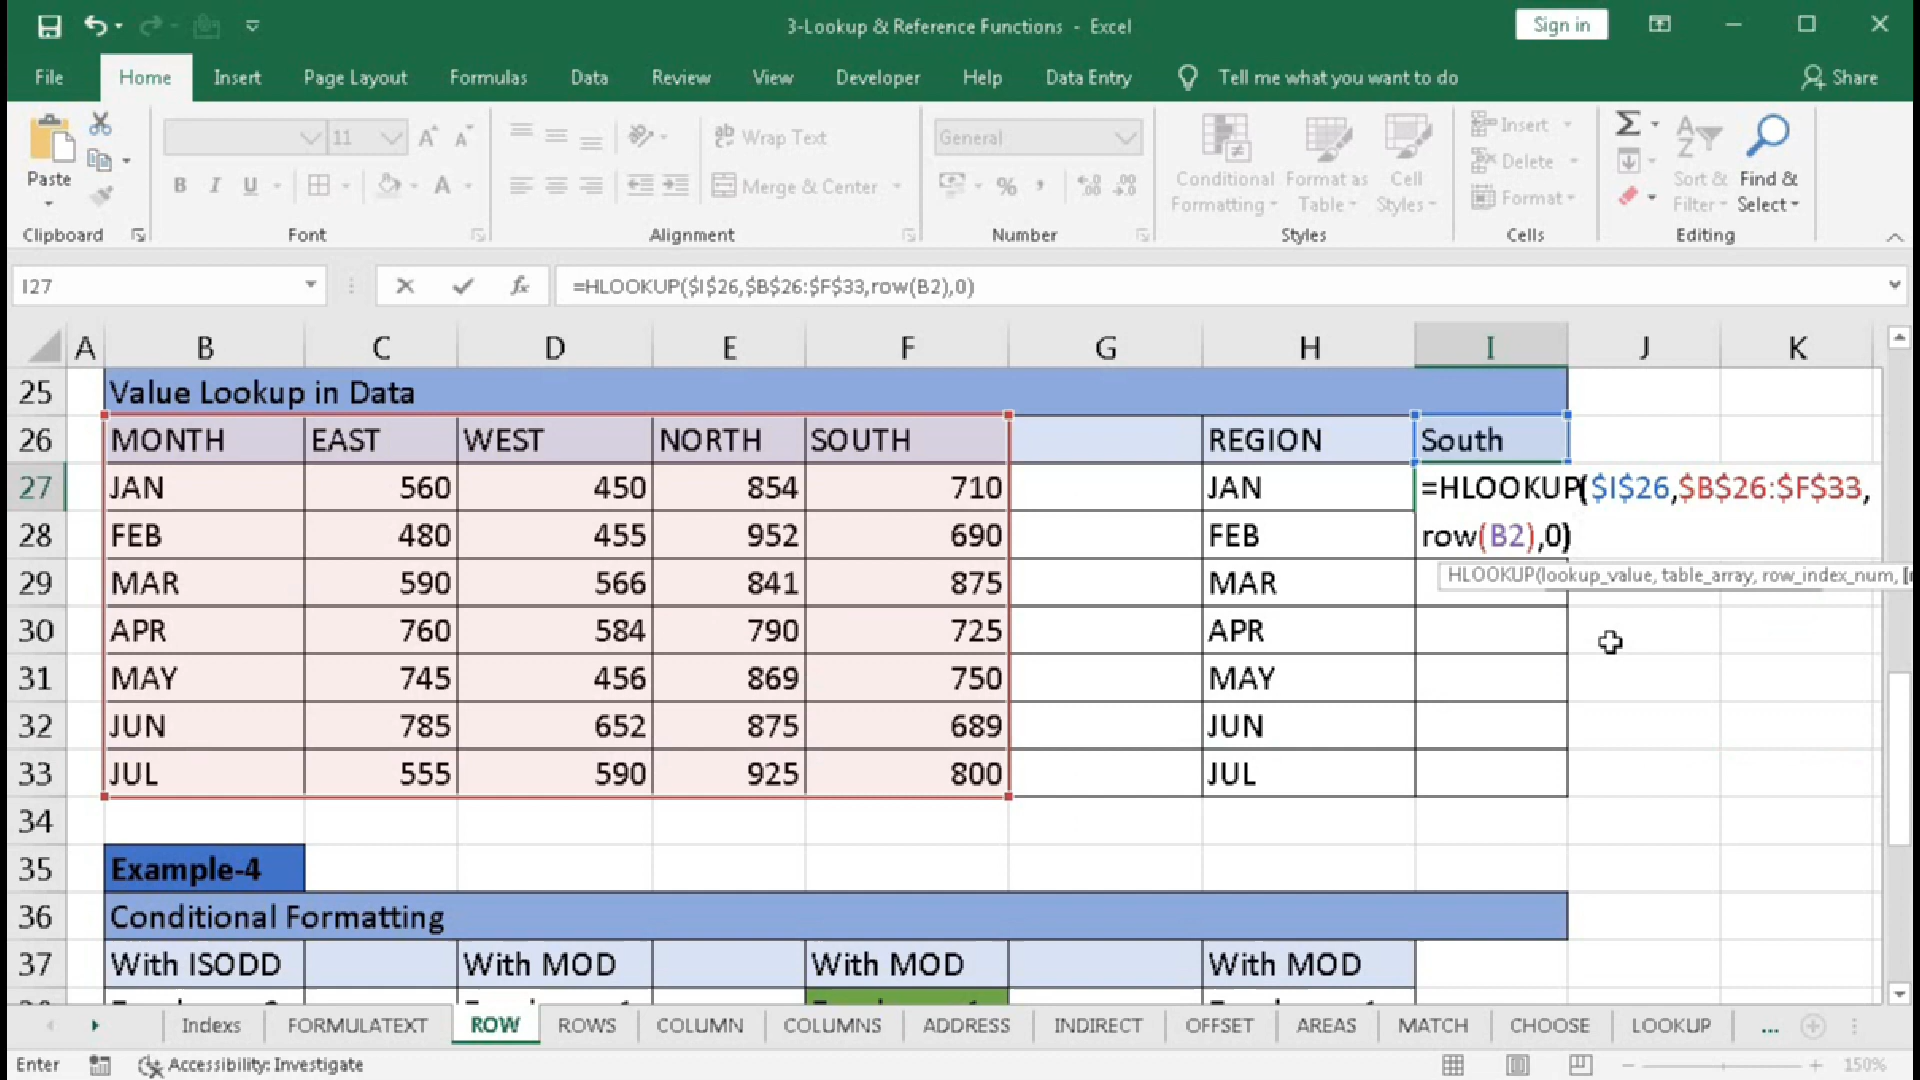 3-Lookup & Reference Functions - Excel
Sign in
File Home Insert Page Layout Formulas Data Review View Developer Help Data Entry Tell me what you want to do Share
Paste
11
B I U
Wrap Text
Merge & Center
General
% ,
Conditional Formatting
Format as Table
Cell Styles
Insert
Delete
Format
Sort & Filter
Find & Select
Clipboard Font Alignment Number Styles Cells Editing
I27 fx =HLOOKUP($I$26,$B$26:$F$33,row(B2),0)
A B C D E F G H I J K
25 Value Lookup in Data
26 MONTH EAST WEST NORTH SOUTH REGION South
27 JAN 560 450 854 710 JAN =HLOOKUP($I$26,$B$26:$F$33,
28 FEB 480 455 952 690 FEB row(B2),0)
HLOOKUP(lookup_value, table_array, row_index_num,
29 MAR 590 566 841 875 MAR
30 APR 760 584 790 725 APR
31 MAY 745 456 869 750 MAY
32 JUN 785 652 875 689 JUN
33 JUL 555 590 925 800 JUL
34
35 Example-4
36 Conditional Formatting
37 With ISODD With MOD With MOD With MOD
Indexs FORMULATEXT ROW ROWS COLUMN COLUMNS ADDRESS INDIRECT OFFSET AREAS MATCH CHOOSE LOOKUP ...
Enter Accessibility: Investigate 150%